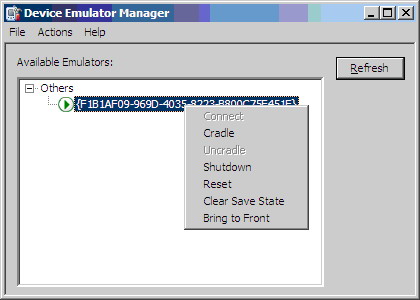 Device Emulator Manager
File Actions Help
Available Emulators:
Refresh
Others
{F1B1AF09-969D-4035-8223-B800C75E451E}
Connect
Cradle
Uncradle
Shutdown
Reset
Clear Save State
Bring to Front